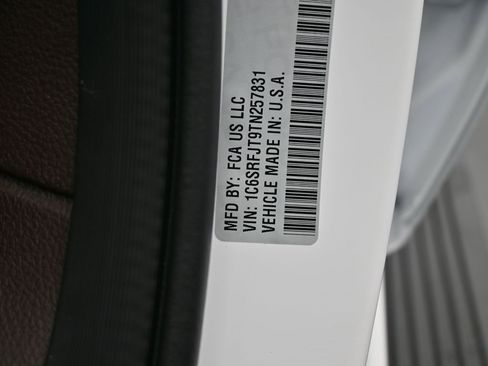 MFD BY: FCA US LLC
VIN: 1C6SRFJT9TN257831
VEHICLE MADE IN: U.S.A.